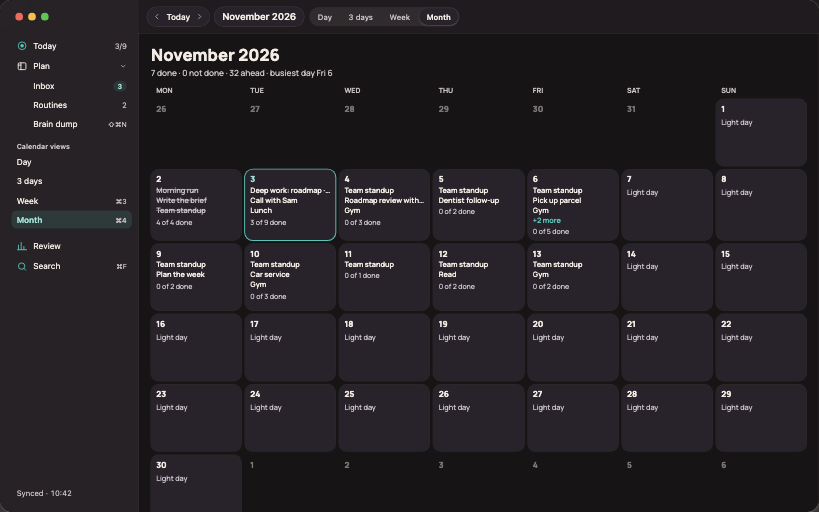 Today 3/9
Plan
Inbox 3
Routines 2
Brain dump ⇧⌘N
Calendar views
Day
3 days
Week ⌘3
Month ⌘4
Review
Search ⌘F
Synced · 10:42
Today November 2026 Day 3 days Week Month
November 2026
7 done · 0 not done · 32 ahead · busiest day Fri 6
MON TUE WED THU FRI SAT SUN
26 27 28 29 30 31
1
Light day
2
Morning run
Write the brief
Team standup
4 of 4 done
3
Deep work: roadmap -...
Call with Sam
Lunch
3 of 9 done
4
Team standup
Roadmap review with...
Gym
0 of 3 done
5
Team standup
Dentist follow-up
0 of 2 done
6
Team standup
Pick up parcel
Gym
+2 more
0 of 5 done
7
Light day
8
Light day
9
Team standup
Plan the week
0 of 2 done
10
Team standup
Car service
Gym
0 of 3 done
11
Team standup
0 of 1 done
12
Team standup
Read
0 of 2 done
13
Team standup
Gym
0 of 2 done
14
Light day
15
Light day
16
Light day
17
Light day
18
Light day
19
Light day
20
Light day
21
Light day
22
Light day
23
Light day
24
Light day
25
Light day
26
Light day
27
Light day
28
Light day
29
Light day
30
Light day
1 2 3 4 5 6